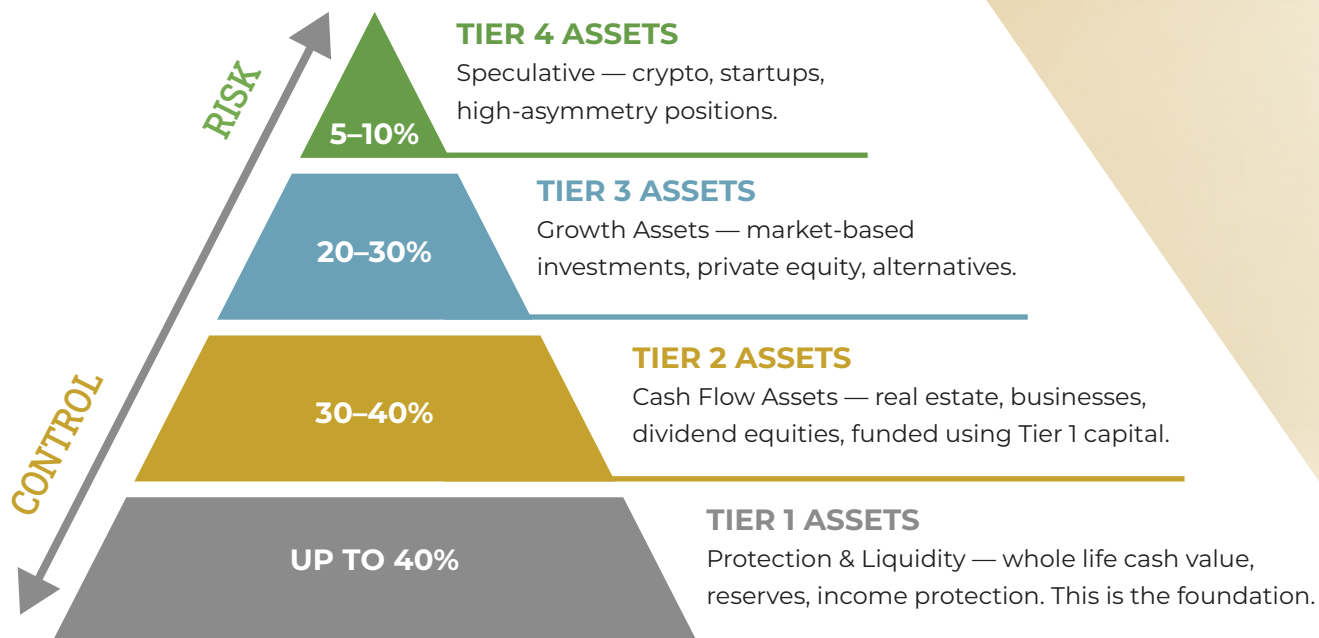 RISK
TIER 4 ASSETS
Speculative — crypto, startups,
high-asymmetry positions.
5–10%
TIER 3 ASSETS
Growth Assets — market-based
investments, private equity, alternatives.
20–30%
TIER 2 ASSETS
Cash Flow Assets — real estate, businesses,
dividend equities, funded using Tier 1 capital.
30–40%
CONTROL
TIER 1 ASSETS
Protection & Liquidity — whole life cash value,
reserves, income protection. This is the foundation.
UP TO 40%